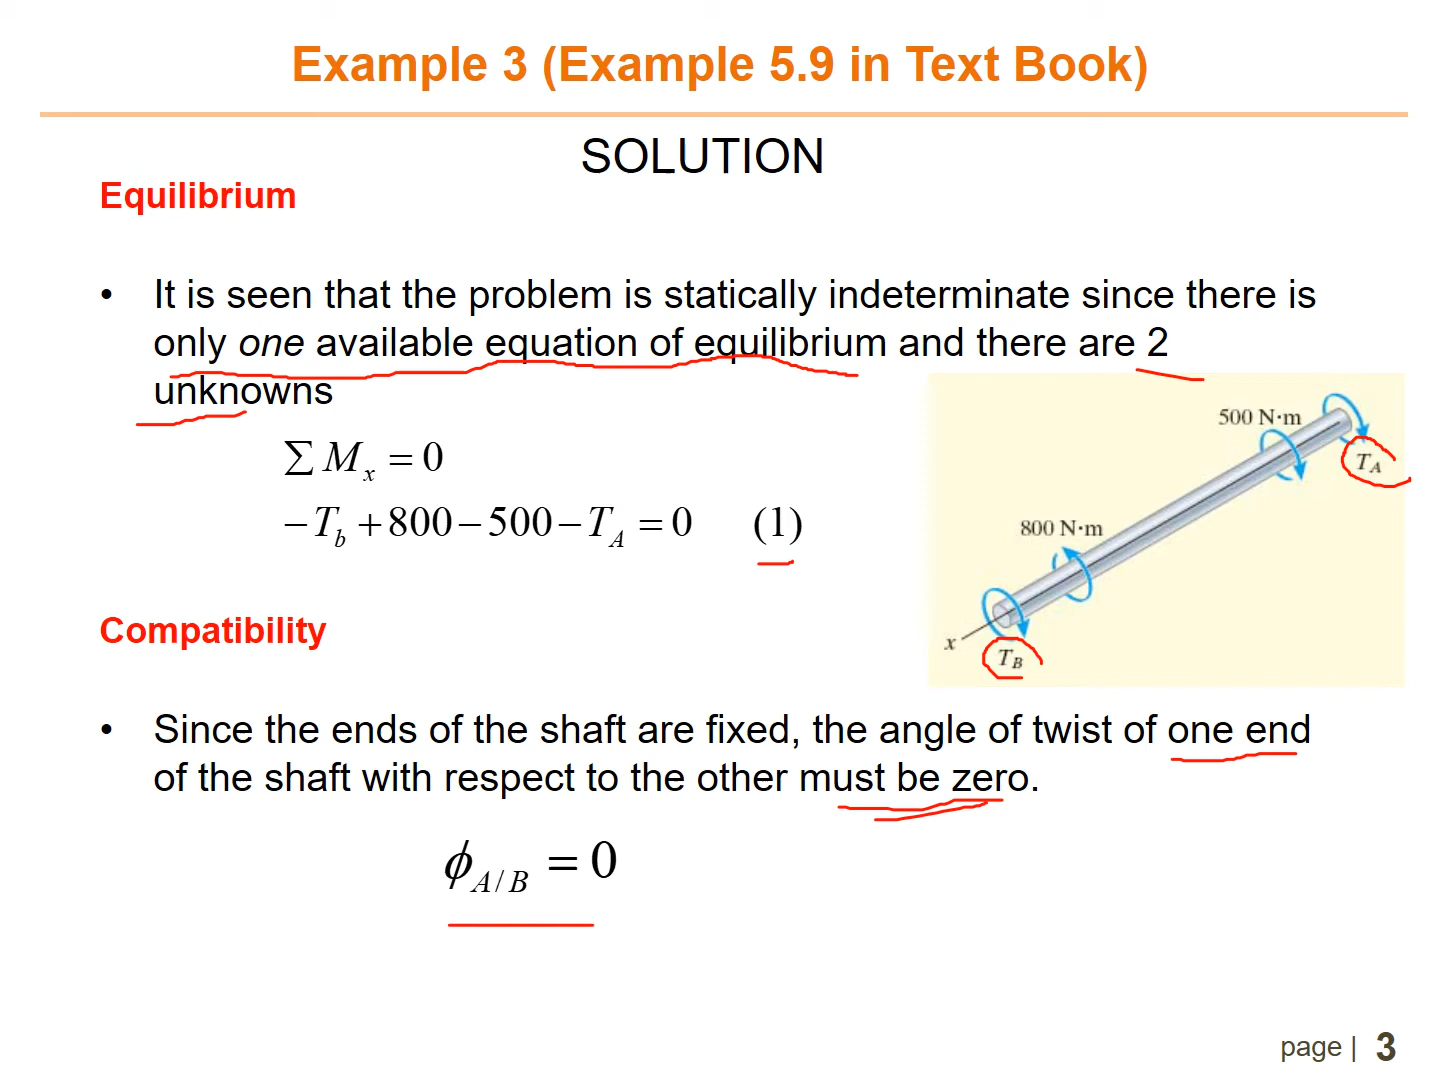 Example 3 (Example 5.9 in Text Book)
SOLUTION
Equilibrium
• It is seen that the problem is statically indeterminate since there is
only one available equation of equilibrium and there are 2
unknowns
∑ Mₓ = 0
−T_b + 800 − 500 − T_A = 0 (1)
500 N·m
T_A
800 N·m
x
T_B
Compatibility
• Since the ends of the shaft are fixed, the angle of twist of one end
of the shaft with respect to the other must be zero.
ϕ_{A/B} = 0
page | 3